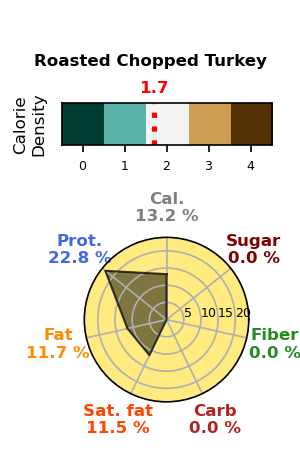 Roasted Chopped Turkey
1.7
Calorie
Density
0 1 2 3 4
Cal.
13.2 %
Prot.
22.8 %
Sugar
0.0 %
5 10 15 20
Fat
11.7 %
Fiber
0.0 %
Sat. fat
11.5 %
Carb
0.0 %